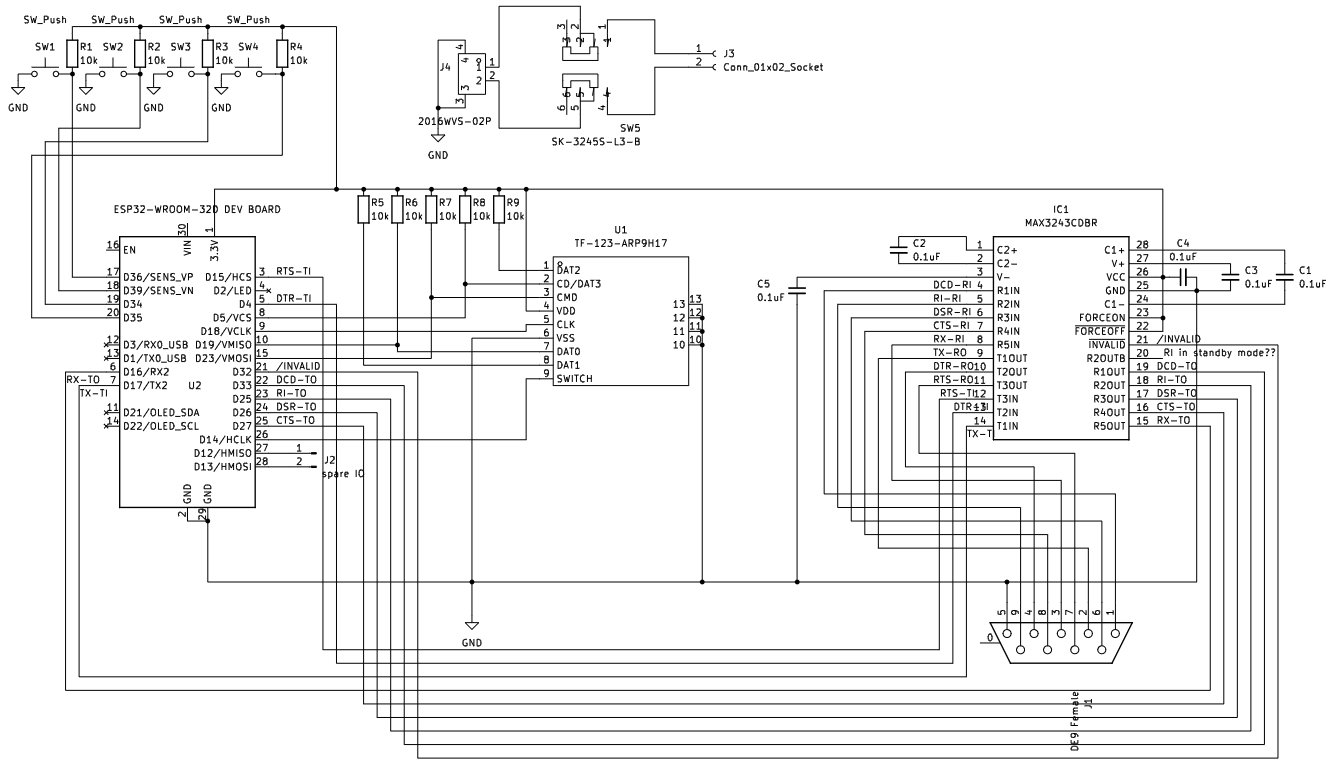 SW_Push SW_Push SW_Push SW_Push
SW1 R1 10k SW2 R2 10k SW3 R3 10k SW4 R4 10k
GND GND GND GND
J4
4 4 1 1 2 2 3 3
2016WVS-02P
GND
3 3 2 2 1 1
6 6 5 5 4 4
SW5
SK-3245S-L3-B
1 J3
2 Conn_01x02_Socket
R5 10k R6 10k R7 10k R8 10k R9 10k
ESP32-WROOM-32D DEV BOARD
VIN 30
3.3V 1
16 EN
17 D36/SENS_VP
18 D39/SENS_VN
19 D34
20 D35
12 D3/RX0_USB
13 D1/TX0_USB
6 D16/RX2
7 D17/TX2
RX-TO
TX-TI
U2
11 D21/OLED_SDA
14 D22/OLED_SCL
D15/HCS 3 RTS-TI
D2/LED 4
D4 5 DTR-TI
D5/VCS 8
D18/VCLK 9
D19/VMISO 10
D23/VMOSI 15
D32 21 /INVALID
D33 22 DCD-TO
D25 23 RI-TO
D26 24 DSR-TO
D27 25 CTS-TO
D14/HCLK 26
D12/HMISO 27 1
D13/HMOSI 28 2
J2
spare IO
GND 2
GND 29
U1
TF-123-ARP9H17
1 DAT2
2 CD/DAT3
3 CMD
4 VDD
5 CLK
6 VSS
7 DAT0
8 DAT1
9 SWITCH
13 13
12 12
11 11
10 10
GND
IC1
MAX3243CDBR
C2 0.1uF
C5 0.1uF
1 C2+
2 C2-
3 V-
DCD-RI 4 R1IN
RI-RI 5 R2IN
DSR-RI 6 R3IN
CTS-RI 7 R4IN
RX-RI 8 R5IN
TX-RO 9 T1OUT
DTR-RO 10 T2OUT
RTS-RO 11 T3OUT
RTS-TI 12 T3IN
DTR-TI 13 T2IN
14 T1IN
TX-TI
C1+ 28
V+ 27
VCC 26
GND 25
C1- 24
FORCEON 23
FORCEOFF 22
INVALID 21 /INVALID
R2OUTB 20 RI in standby mode??
R1OUT 19 DCD-TO
R2OUT 18 RI-TO
R3OUT 17 DSR-TO
R4OUT 16 CTS-TO
R5OUT 15 RX-TO
C4 0.1uF
C3 0.1uF
C1 0.1uF
5 9 4 8 3 7 2 6 1
0
DE9 Female
J1